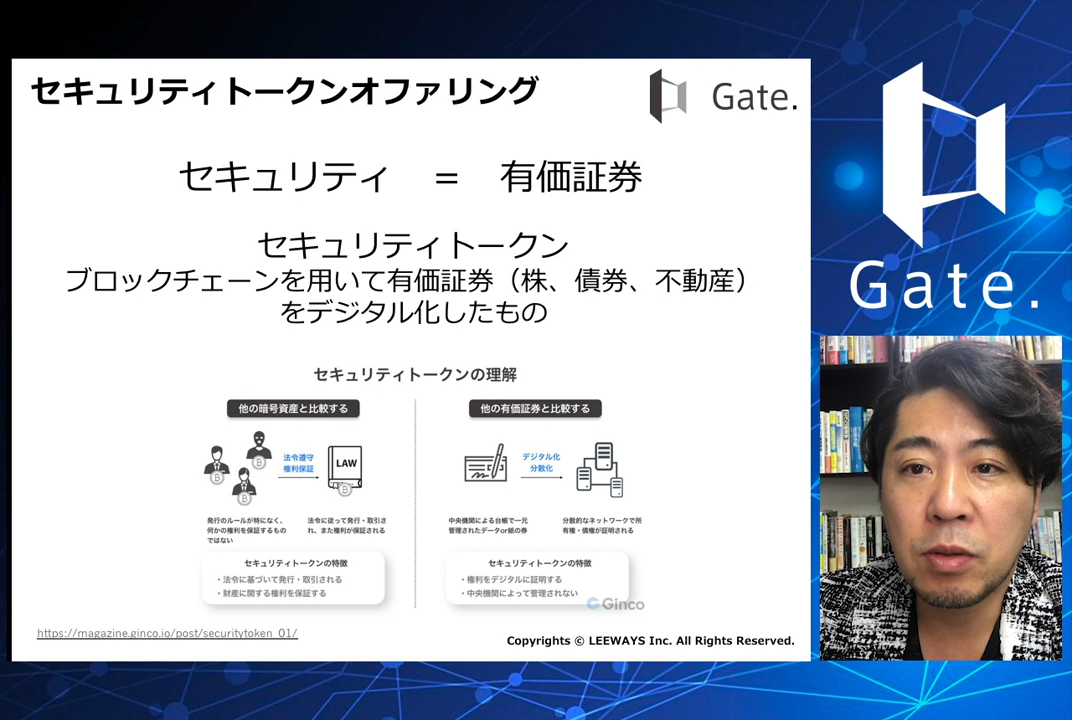 セキュリティトークンオファリング
Gate.
セキュリティ = 有価証券
セキュリティトークン
ブロックチェーンを用いて有価証券（株、債券、不動産）
をデジタル化したもの
セキュリティトークンの理解
他の暗号資産と比較する
法令遵守
権利保証
LAW
発行のルールが特になく、
何かの権利を保証するもの
ではない
法令に従って発行・取引さ
れ、また権利が保証される
セキュリティトークンの特徴
・法令に基づいて発行・取引される
・財産に関する権利を保証する
他の有価証券と比較する
デジタル化
分散化
中央機関による台帳で一元
管理されたデータor紙の券
分散的なネットワークで所
有権・債権が証明される
セキュリティトークンの特徴
・権利をデジタルに証明する
・中央機関によって管理されない
Ginco
https://magazine.ginco.io/post/securitytoken_01/
Copyrights © LEEWAYS Inc. All Rights Reserved.
Gate.